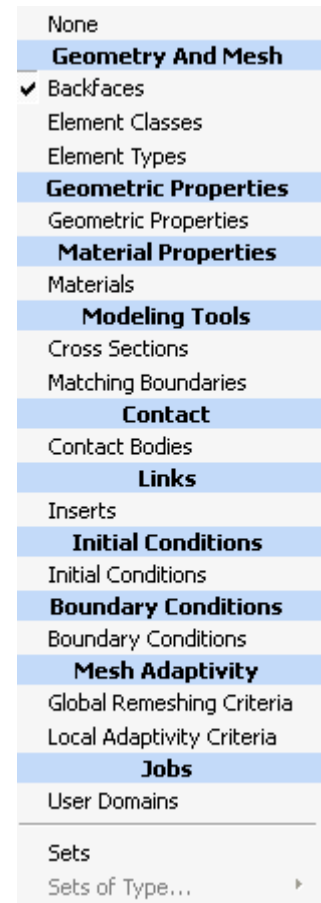 None
Geometry And Mesh
Backfaces
Element Classes
Element Types
Geometric Properties
Geometric Properties
Material Properties
Materials
Modeling Tools
Cross Sections
Matching Boundaries
Contact
Contact Bodies
Links
Inserts
Initial Conditions
Initial Conditions
Boundary Conditions
Boundary Conditions
Mesh Adaptivity
Global Remeshing Criteria
Local Adaptivity Criteria
Jobs
User Domains
Sets
Sets of Type...